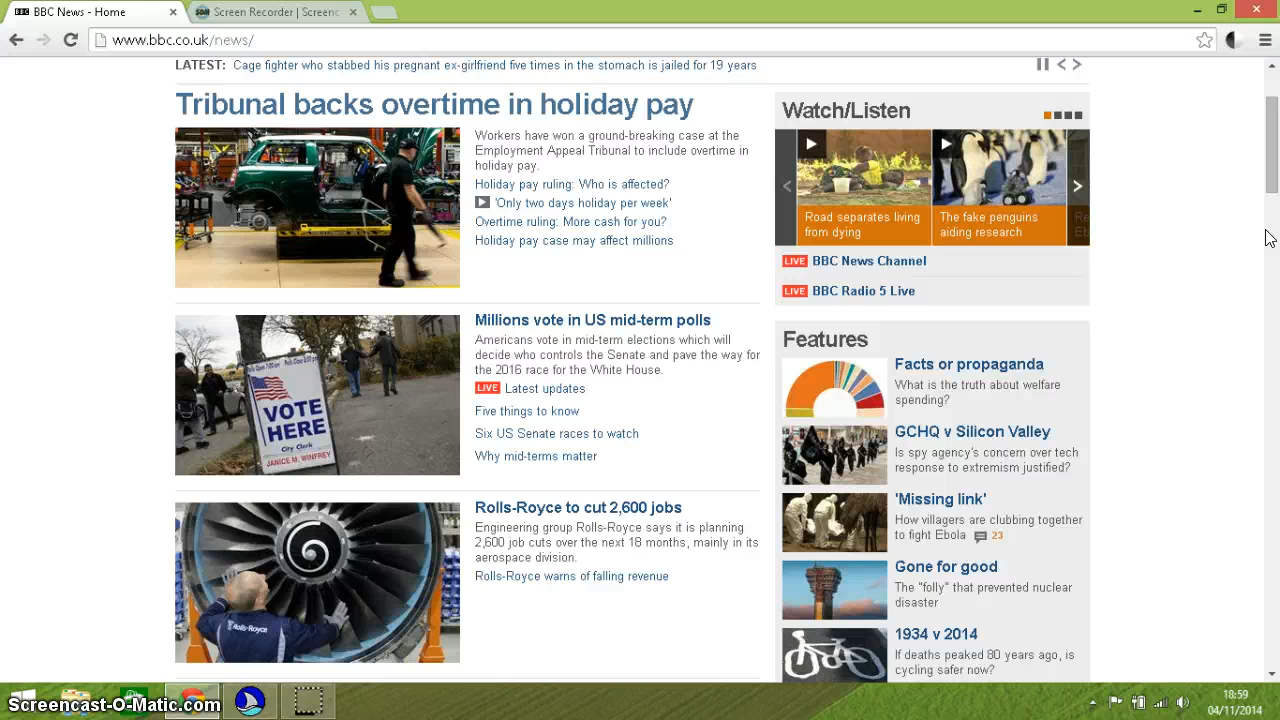 BBC News - Home
Screen Recorder | Screenc
www.bbc.co.uk/news/
LATEST: Cage fighter who stabbed his pregnant ex-girlfriend five times in the stomach is jailed for 19 years
Tribunal backs overtime in holiday pay
Workers have won a ground-breaking case at the
Employment Appeal Tribunal to include overtime in
holiday pay.
Holiday pay ruling: Who is affected?
'Only two days holiday per week'
Overtime ruling: More cash for you?
Holiday pay case may affect millions
VOTE
HERE
City Clerk
JANICE M. WINFREY
Millions vote in US mid-term polls
Americans vote in mid-term elections which will
decide who controls the Senate and pave the way for
the 2016 race for the White House.
LIVE Latest updates
Five things to know
Six US Senate races to watch
Why mid-terms matter
Rolls-Royce
Rolls-Royce to cut 2,600 jobs
Engineering group Rolls-Royce says it is planning
2,600 job cuts over the next 18 months, mainly in its
aerospace division.
Rolls-Royce warns of falling revenue
Watch/Listen
Road separates living
from dying
The fake penguins
aiding research
Re
Eb
LIVE BBC News Channel
LIVE BBC Radio 5 Live
Features
Facts or propaganda
What is the truth about welfare
spending?
GCHQ v Silicon Valley
Is spy agency's concern over tech
response to extremism justified?
'Missing link'
How villagers are clubbing together
to fight Ebola 23
Gone for good
The "folly" that prevented nuclear
disaster
1934 v 2014
If deaths peaked 80 years ago, is
cycling safer now?
Screencast-O-Matic.com
18:59
04/11/2014